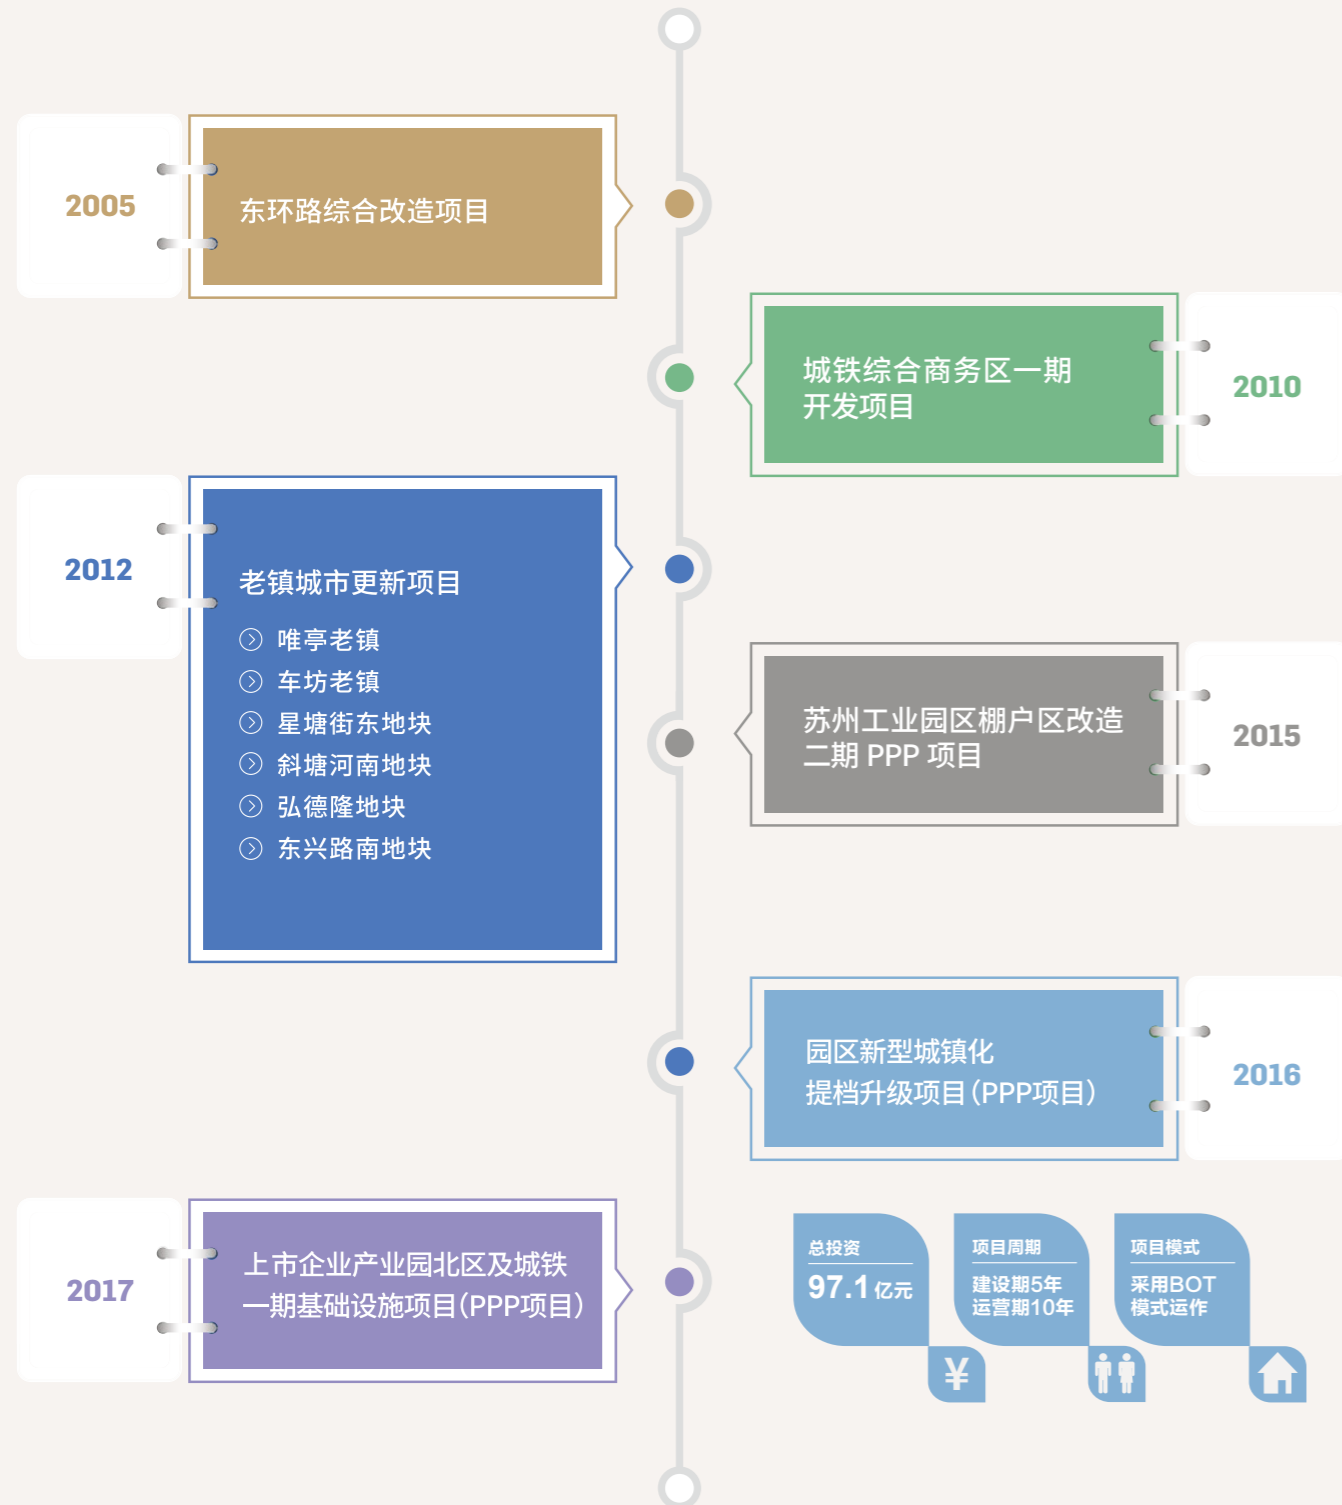 2005
东环路综合改造项目
2010
城铁综合商务区一期
开发项目
2012
老镇城市更新项目
唯亭老镇
车坊老镇
星塘街东地块
斜塘河南地块
弘德隆地块
东兴路南地块
2015
苏州工业园区棚户区改造
二期 PPP 项目
2016
园区新型城镇化
提档升级项目（PPP项目）
总投资
97.1 亿元
¥
项目周期
建设期5年
运营期10年
项目模式
采用BOT
模式运作
2017
上市企业产业园北区及城铁
一期基础设施项目（PPP项目）